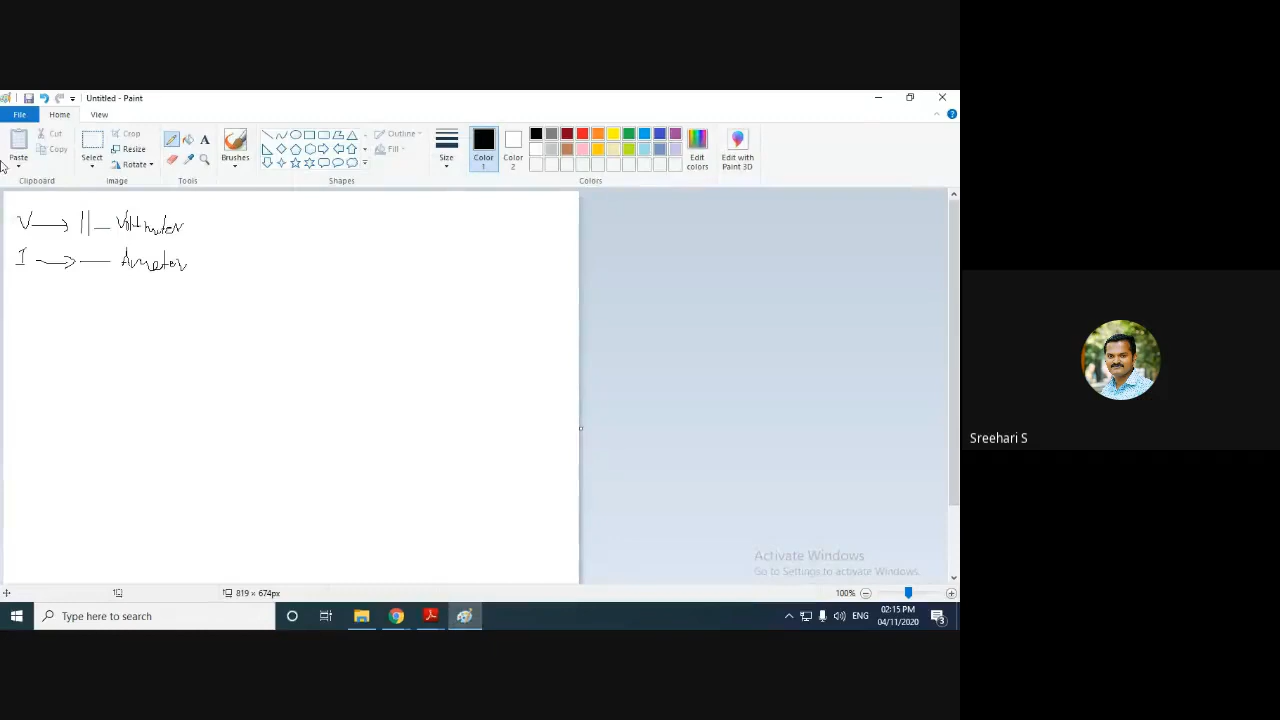 Untitled - Paint
File Home View
Paste
Cut
Copy
Clipboard
Select
Crop
Resize
Rotate
Image
Tools
Brushes
Shapes
Outline
Fill
Size
Color 1
Color 2
Colors
Edit colors
Edit with Paint 3D
V → || — Voltmeter
I → — Ammeter
Sreehari S
Activate Windows
Go to Settings to activate Windows.
819 × 674px
100%
Type here to search
ENG
02:15 PM
04/11/2020
3